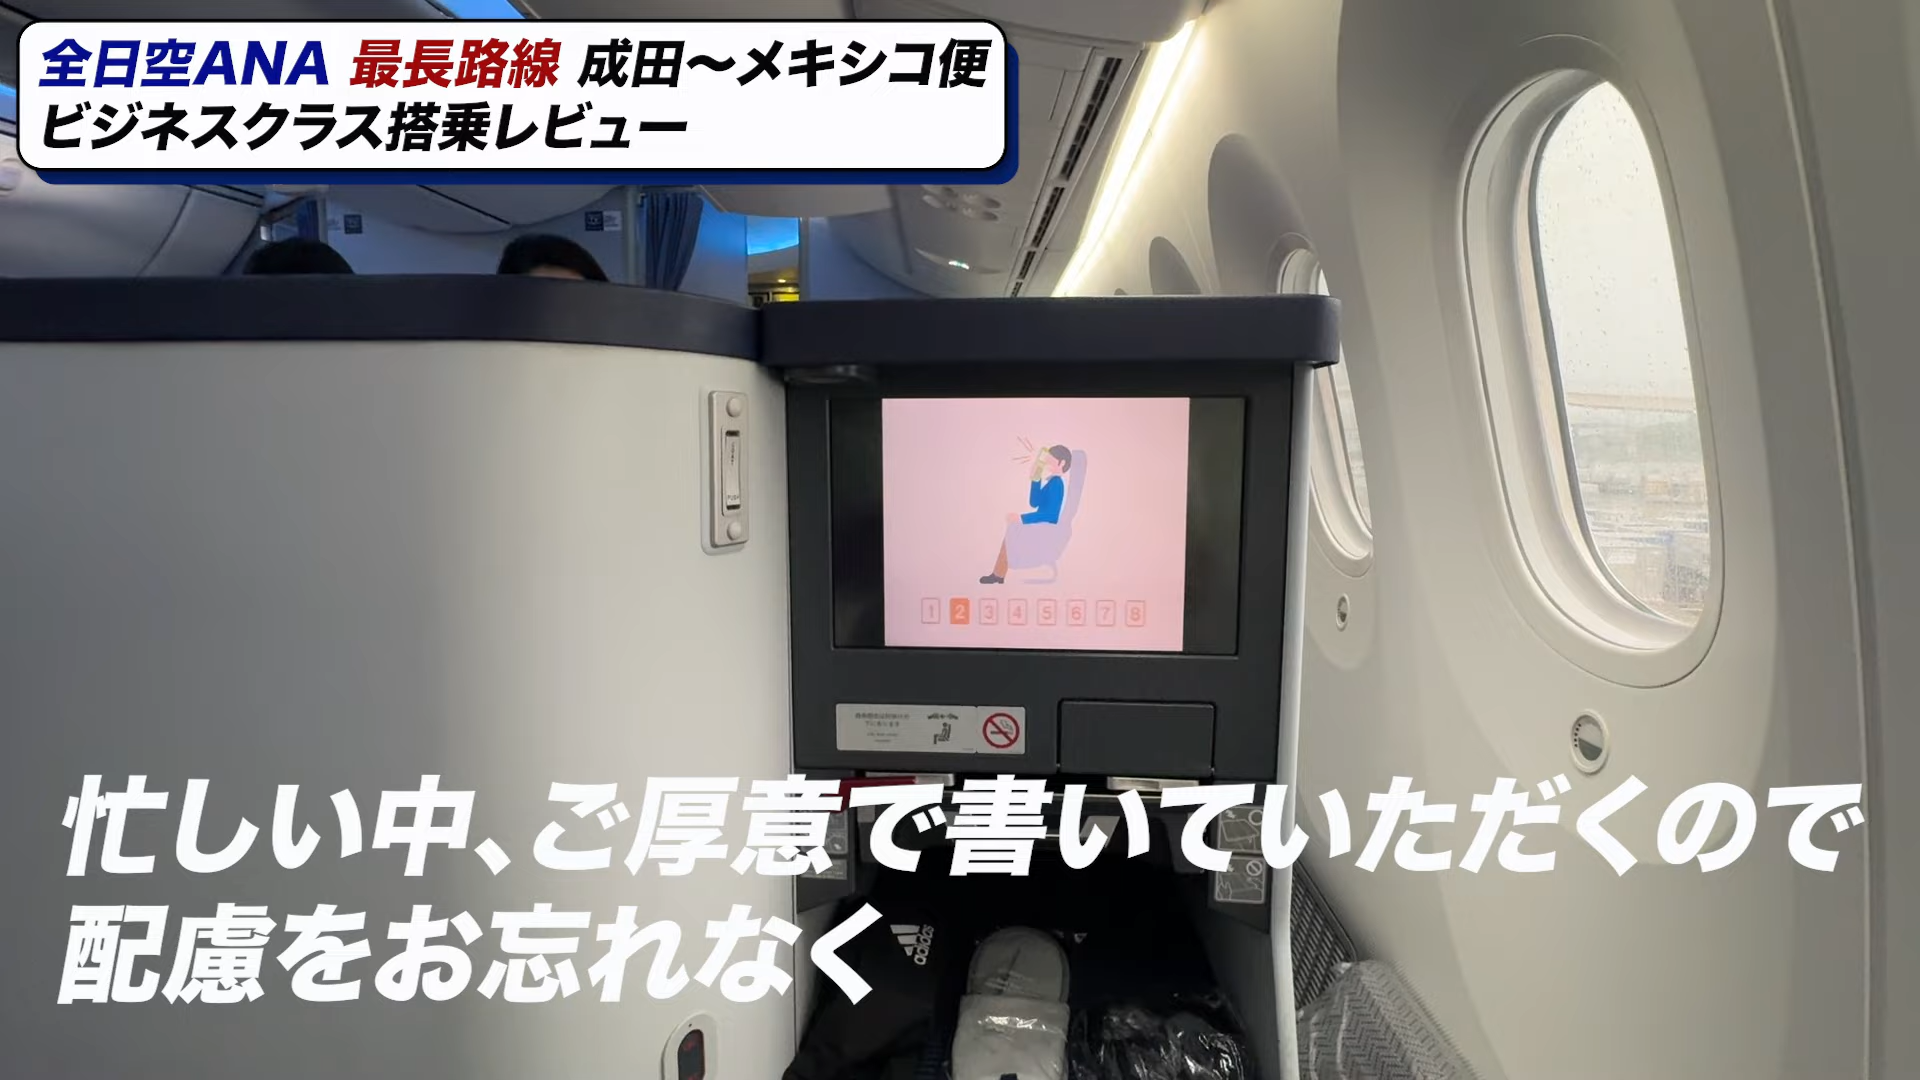 全日空ANA 最長路線 成田～メキシコ便
ビジネスクラス搭乗レビュー
1 2 3 4 5 6 7 8
PUSH
忙しい中、ご厚意で書いていただくので
配慮をお忘れなく
adidas